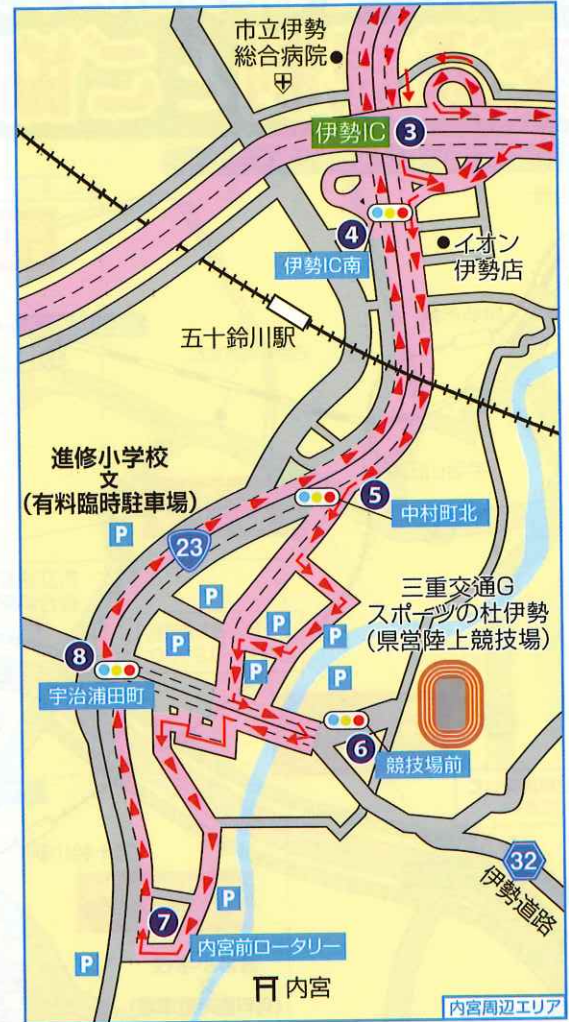 市立伊勢
総合病院
伊勢IC
3
4
伊勢IC南
イオン
伊勢店
五十鈴川駅
進修小学校
文
(有料臨時駐車場)
5
中村町北
P
23
P
P
P
P
P
P
三重交通G
スポーツの杜伊勢
(県営陸上競技場)
8
宇治浦田町
6
競技場前
32
伊勢道路
7
P
内宮前ロータリー
P
内宮
内宮周辺エリア